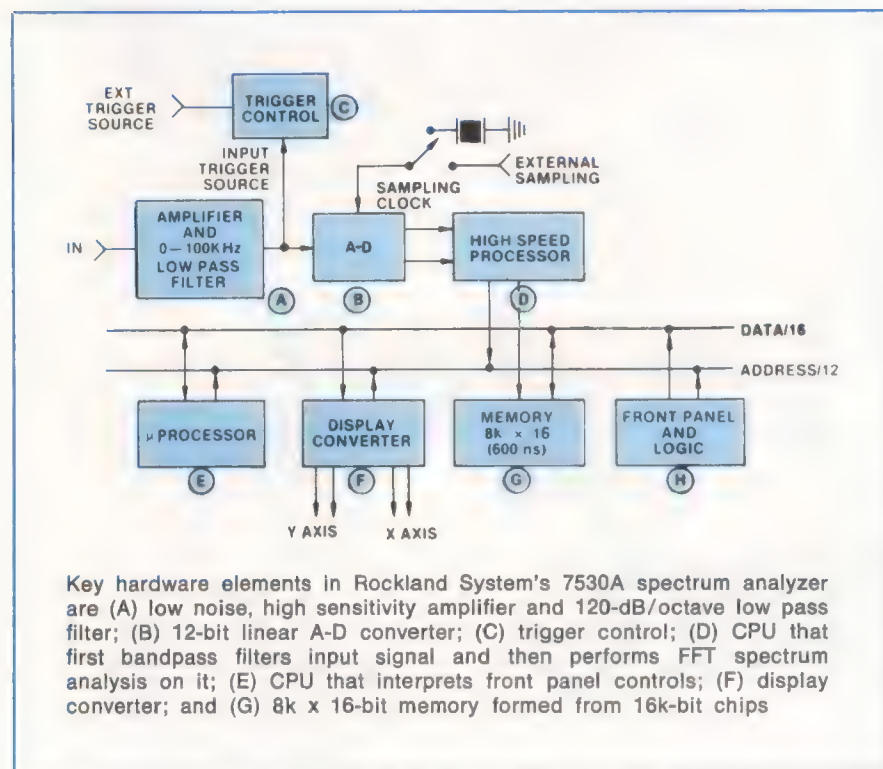 EXT
TRIGGER
SOURCE
TRIGGER
CONTROL
C
INPUT
TRIGGER
SOURCE
SAMPLING
CLOCK
EXTERNAL
SAMPLING
IN
AMPLIFIER
AND
0—100KHz
LOW PASS
FILTER
A
A-D
B
HIGH SPEED
PROCESSOR
D
DATA/16
ADDRESS/12
μ PROCESSOR
E
DISPLAY
CONVERTER
F
Y AXIS
X AXIS
MEMORY
8k × 16
(600 ns)
G
FRONT PANEL
AND
LOGIC
H
Key hardware elements in Rockland System's 7530A spectrum analyzer
are (A) low noise, high sensitivity amplifier and 120-dB/octave low pass
filter; (B) 12-bit linear A-D converter; (C) trigger control; (D) CPU that
first bandpass filters input signal and then performs FFT spectrum
analysis on it; (E) CPU that interprets front panel controls; (F) display
converter; and (G) 8k x 16-bit memory formed from 16k-bit chips